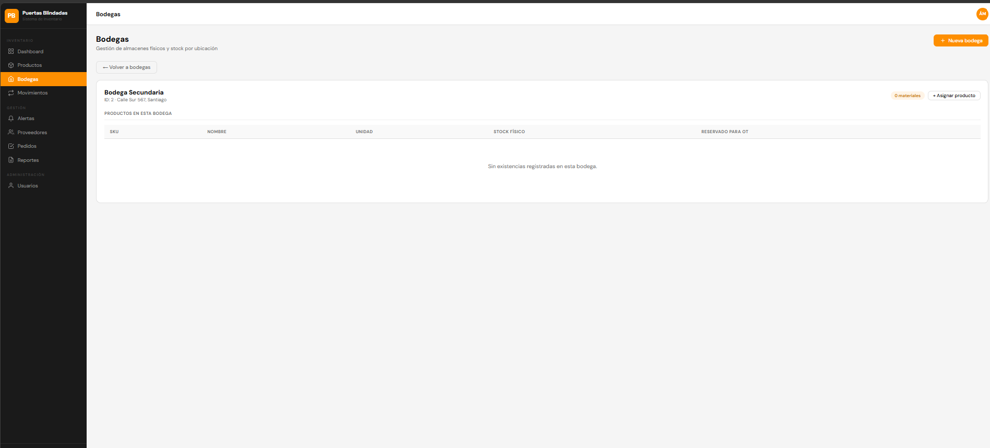 PB
Puertas Blindadas
Bodegas
ÁM
INVENTARIO
Dashboard
Productos
Bodegas
Movimientos
GESTIÓN
Alertas
Proveedores
Pedidos
Reportes
ADMINISTRACIÓN
Usuarios
Bodegas
Gestión de almacenes físicos y stock por ubicación
+ Nueva bodega
← Volver a bodegas
Bodega Secundaria
ID: 2 · Calle Sur 567, Santiago
0 materiales
+ Asignar producto
PRODUCTOS EN ESTA BODEGA
SKU NOMBRE UNIDAD STOCK FÍSICO RESERVADO PARA OT
Sin existencias registradas en esta bodega.